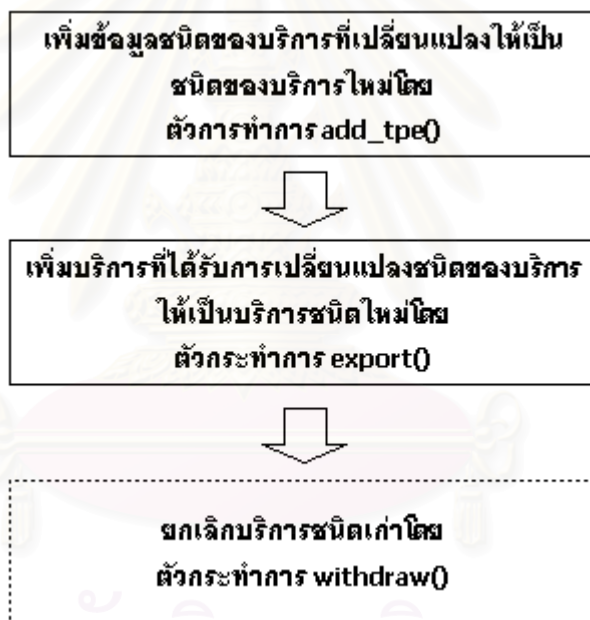 เพิ่มข้อมูลชนิดของบริการที่เปลี่ยนแปลงให้เป็น
ชนิดของบริการใหม่โดย
ตัวการทำการ add_tpe()
เพิ่มบริการที่ได้รับการเปลี่ยนแปลงชนิดของบริการ
ให้เป็นบริการชนิดใหม่โดย
ตัวกระทำการ export()
ยกเลิกบริการชนิดเก่าโดย
ตัวกระทำการ withdraw()